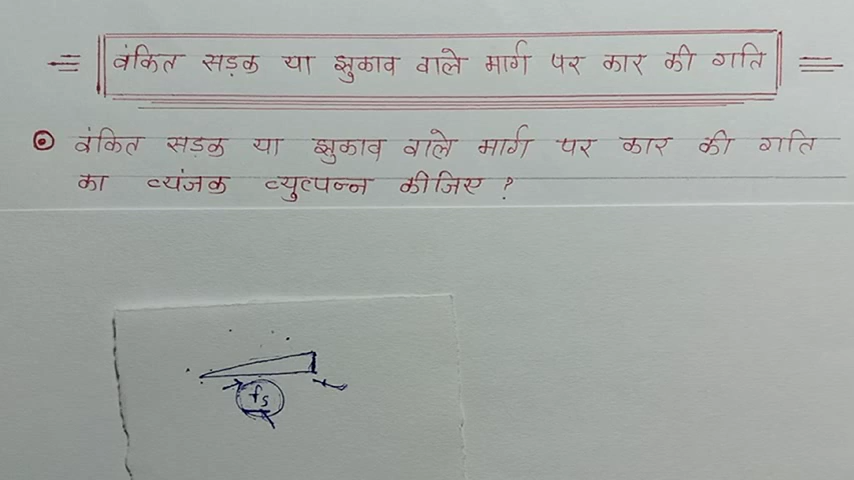 वंकित सड़क या झुकाव वाले मार्ग पर कार की गति
वंकित सड़क या झुकाव वाले मार्ग पर कार की गति
का व्यंजक व्युत्पन्न कीजिए ?
fs